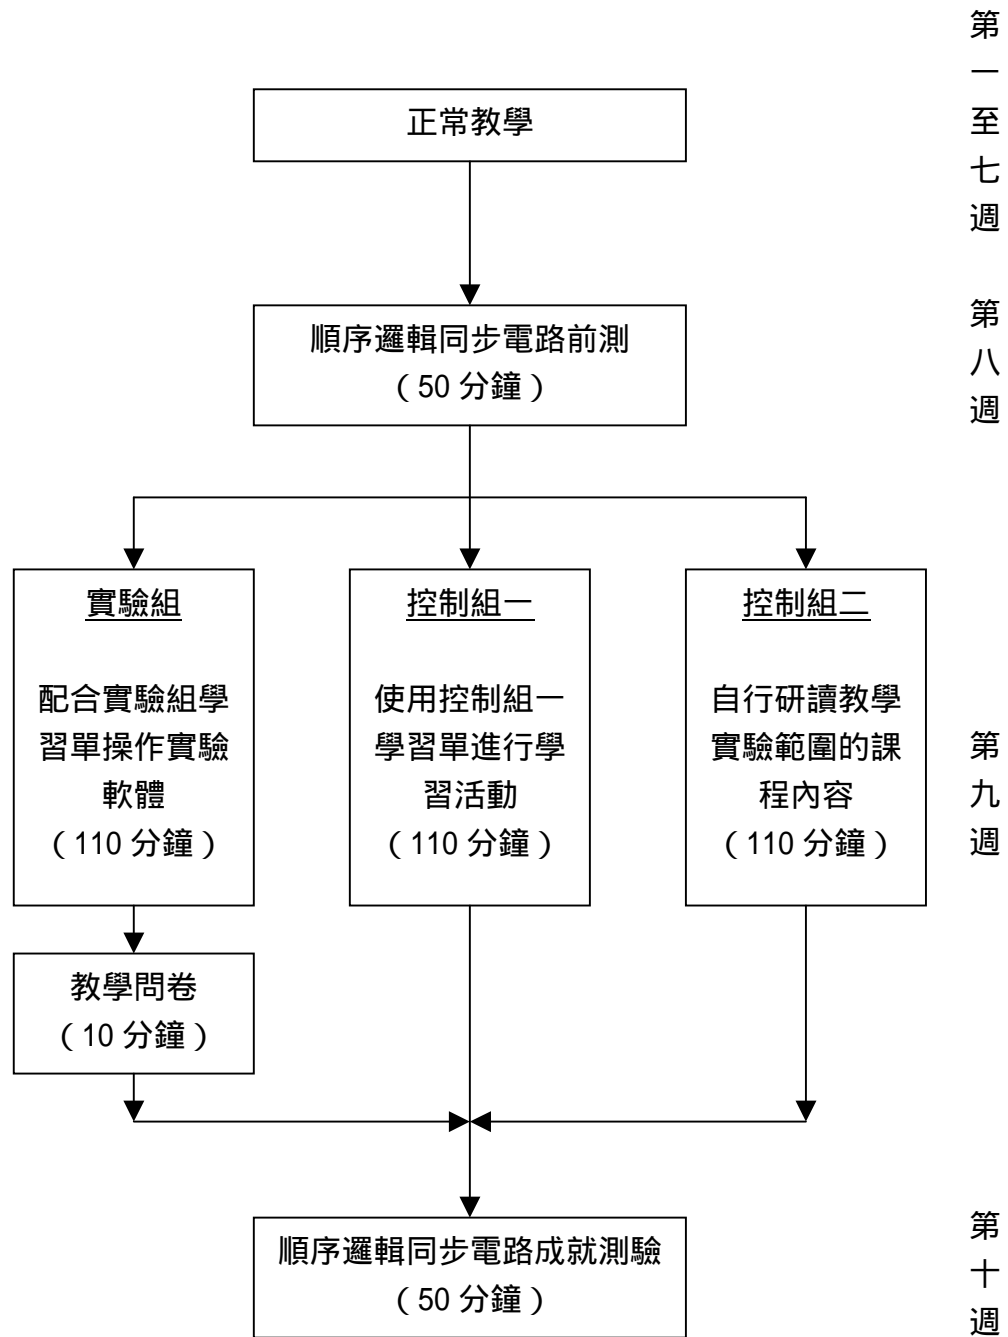 第一至七週
正常教學
第八週
順序邏輯同步電路前測
（50 分鐘）
實驗組
配合實驗組學
習單操作實驗
軟體
（110 分鐘）
控制組一
使用控制組一
學習單進行學
習活動
（110 分鐘）
控制組二
自行研讀教學
實驗範圍的課
程內容
（110 分鐘）
第九週
教學問卷
（10 分鐘）
順序邏輯同步電路成就測驗
（50 分鐘）
第十週